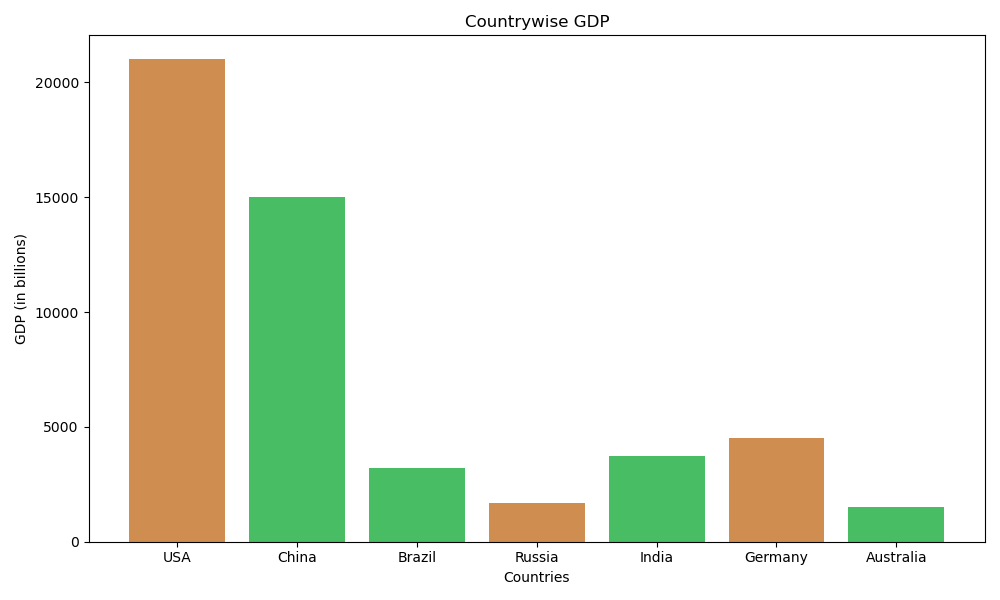 Countrywise GDP
GDP (in billions)
20000
15000
10000
5000
0
USA China Brazil Russia India Germany Australia
Countries